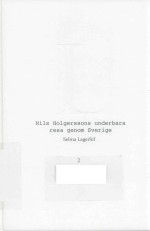 Nils Holgerssons underbara
resa genom Sverige
Selma Lagerlöf
2